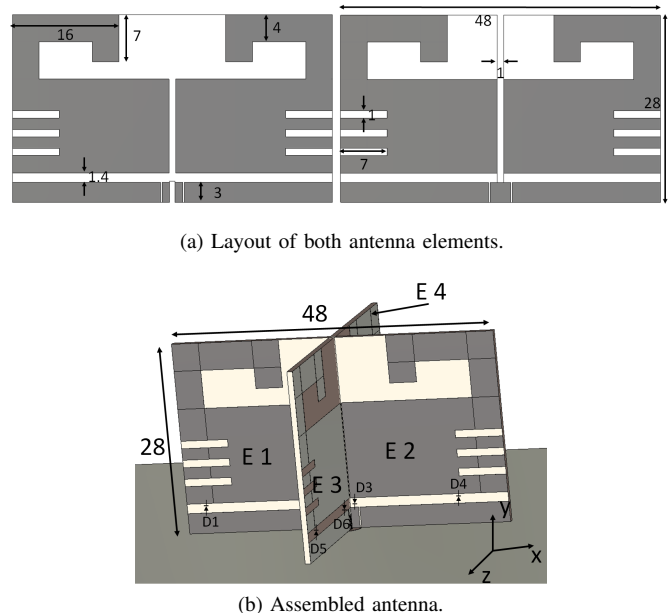 16
7
4
48
1
28
1
7
1.4
3
(a) Layout of both antenna elements.
48
E 4
28
E 1
E 2
E 3
D3
D4
D1
D6
D5
y
x
z
(b) Assembled antenna.